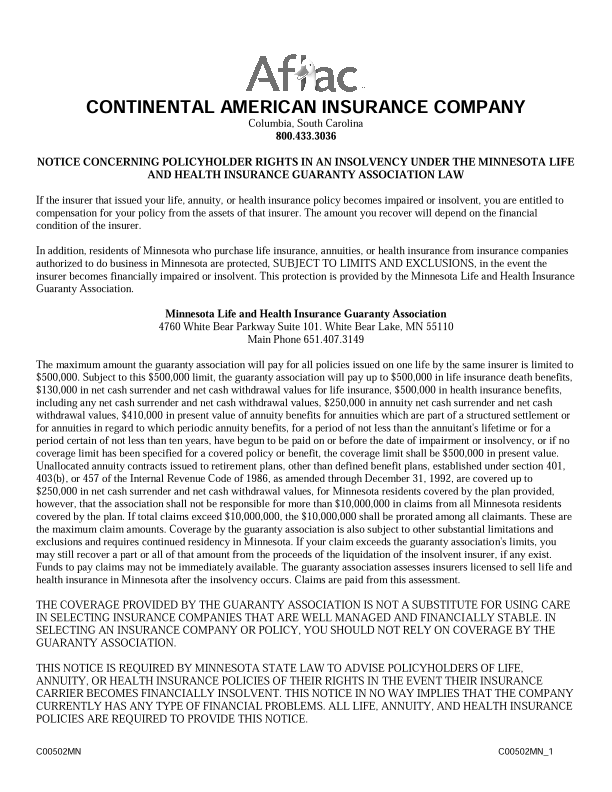 Aflac
CONTINENTAL AMERICAN INSURANCE COMPANY
Columbia, South Carolina
800.433.3036
NOTICE CONCERNING POLICYHOLDER RIGHTS IN AN INSOLVENCY UNDER THE MINNESOTA LIFE
AND HEALTH INSURANCE GUARANTY ASSOCIATION LAW
If the insurer that issued your life, annuity, or health insurance policy becomes impaired or insolvent, you are entitled to
compensation for your policy from the assets of that insurer. The amount you recover will depend on the financial
condition of the insurer.
In addition, residents of Minnesota who purchase life insurance, annuities, or health insurance from insurance companies
authorized to do business in Minnesota are protected, SUBJECT TO LIMITS AND EXCLUSIONS, in the event the
insurer becomes financially impaired or insolvent. This protection is provided by the Minnesota Life and Health Insurance
Guaranty Association.
Minnesota Life and Health Insurance Guaranty Association
4760 White Bear Parkway Suite 101. White Bear Lake, MN 55110
Main Phone 651.407.3149
The maximum amount the guaranty association will pay for all policies issued on one life by the same insurer is limited to
$500,000. Subject to this $500,000 limit, the guaranty association will pay up to $500,000 in life insurance death benefits,
$130,000 in net cash surrender and net cash withdrawal values for life insurance, $500,000 in health insurance benefits,
including any net cash surrender and net cash withdrawal values, $250,000 in annuity net cash surrender and net cash
withdrawal values, $410,000 in present value of annuity benefits for annuities which are part of a structured settlement or
for annuities in regard to which periodic annuity benefits, for a period of not less than the annuitant's lifetime or for a
period certain of not less than ten years, have begun to be paid on or before the date of impairment or insolvency, or if no
coverage limit has been specified for a covered policy or benefit, the coverage limit shall be $500,000 in present value.
Unallocated annuity contracts issued to retirement plans, other than defined benefit plans, established under section 401,
403(b), or 457 of the Internal Revenue Code of 1986, as amended through December 31, 1992, are covered up to
$250,000 in net cash surrender and net cash withdrawal values, for Minnesota residents covered by the plan provided,
however, that the association shall not be responsible for more than $10,000,000 in claims from all Minnesota residents
covered by the plan. If total claims exceed $10,000,000, the $10,000,000 shall be prorated among all claimants. These are
the maximum claim amounts. Coverage by the guaranty association is also subject to other substantial limitations and
exclusions and requires continued residency in Minnesota. If your claim exceeds the guaranty association's limits, you
may still recover a part or all of that amount from the proceeds of the liquidation of the insolvent insurer, if any exist.
Funds to pay claims may not be immediately available. The guaranty association assesses insurers licensed to sell life and
health insurance in Minnesota after the insolvency occurs. Claims are paid from this assessment.
THE COVERAGE PROVIDED BY THE GUARANTY ASSOCIATION IS NOT A SUBSTITUTE FOR USING CARE
IN SELECTING INSURANCE COMPANIES THAT ARE WELL MANAGED AND FINANCIALLY STABLE. IN
SELECTING AN INSURANCE COMPANY OR POLICY, YOU SHOULD NOT RELY ON COVERAGE BY THE
GUARANTY ASSOCIATION.
THIS NOTICE IS REQUIRED BY MINNESOTA STATE LAW TO ADVISE POLICYHOLDERS OF LIFE,
ANNUITY, OR HEALTH INSURANCE POLICIES OF THEIR RIGHTS IN THE EVENT THEIR INSURANCE
CARRIER BECOMES FINANCIALLY INSOLVENT. THIS NOTICE IN NO WAY IMPLIES THAT THE COMPANY
CURRENTLY HAS ANY TYPE OF FINANCIAL PROBLEMS. ALL LIFE, ANNUITY, AND HEALTH INSURANCE
POLICIES ARE REQUIRED TO PROVIDE THIS NOTICE.
C00502MN C00502MN_1